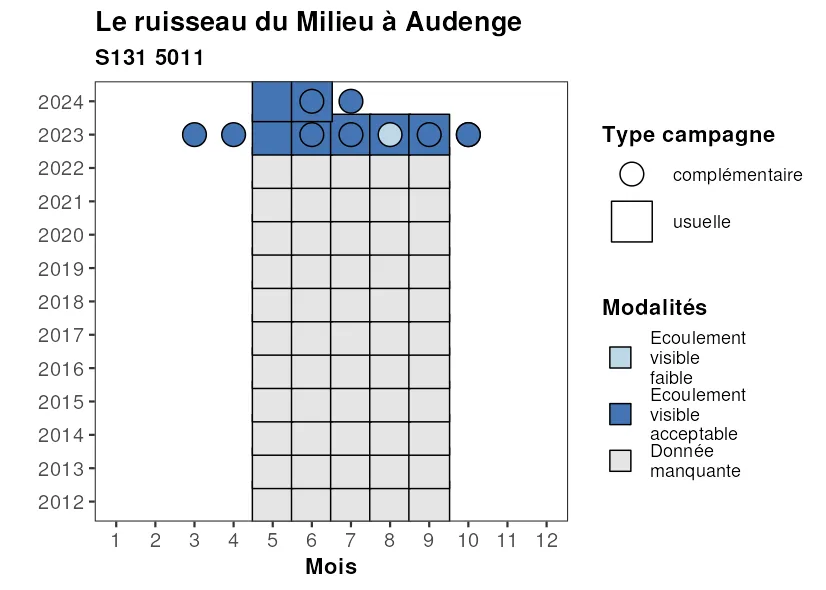 Le ruisseau du Milieu à Audenge
S131 5011
2024
2023
2022
2021
2020
2019
2018
2017
2016
2015
2014
2013
2012
1 2 3 4 5 6 7 8 9 10 11 12
Mois
Type campagne
complémentaire
usuelle
Modalités
Ecoulement
visible
faible
Ecoulement
visible
acceptable
Donnée
manquante